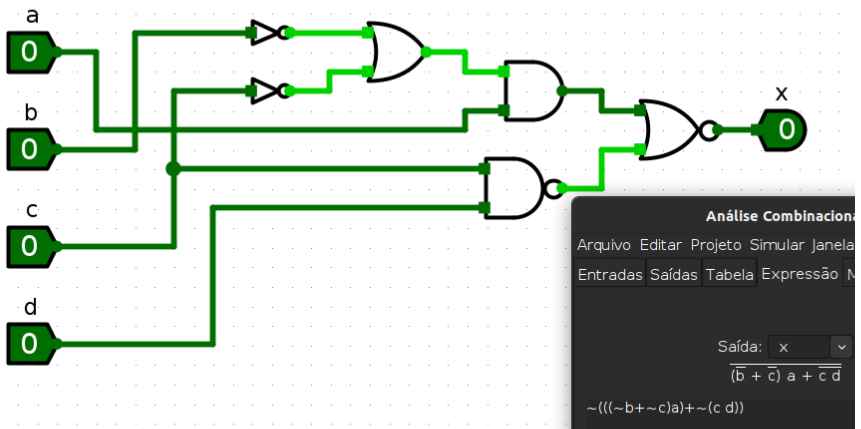 a
0
b
0
c
0
d
0
x
0
Análise Combinaciona
Arquivo Editar Projeto Simular Janela
Entradas Saídas Tabela Expressão
Saída: x
(b̅ + c̅) a + c d
~(((~b+~c)a)+~(c d))